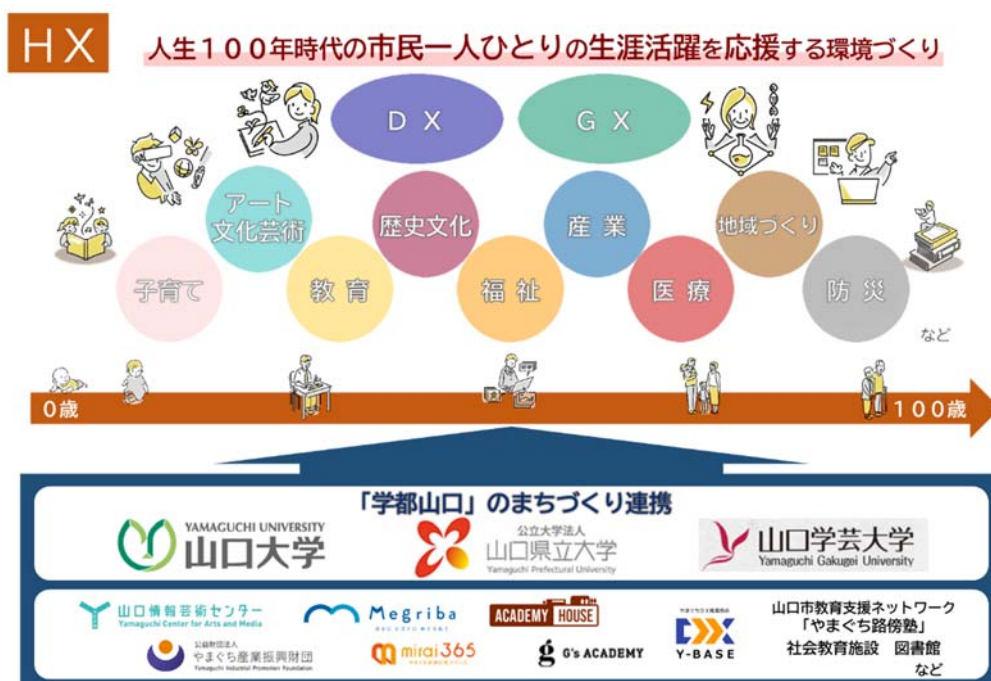 HX
人生100年時代の市民一人ひとりの生涯活躍を応援する環境づくり
DX
GX
アート
文化芸術
歴史文化
産業
地域づくり
子育て
教育
福祉
医療
防災
など
0歳
100歳
「学都山口」のまちづくり連携
YAMAGUCHI UNIVERSITY
山口大学
公立大学法人
山口県立大学
Yamaguchi Prefectural University
山口学芸大学
Yamaguchi Gakugei University
山口情報芸術センター
Yamaguchi Center for Arts and Media
Megriba
ACADEMY HOUSE
Y-BASE
山口市教育支援ネットワーク
「やまぐち路傍塾」
社会教育施設 図書館
など
公益財団法人
やまぐち産業振興財団
Yamaguchi Industrial Promotion Foundation
mirai365
G's ACADEMY